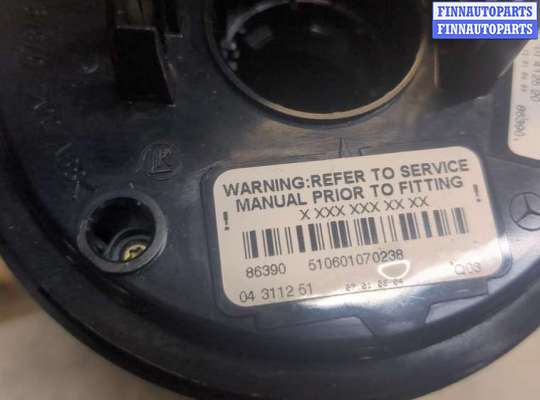 FINNAUTOPARTS
FINNAUTOPARTS
WARNING:REFER TO SERVICE
MANUAL PRIOR TO FITTING
X XXX XXX XX XX
86390 510601070238 Q03
04 3112 51